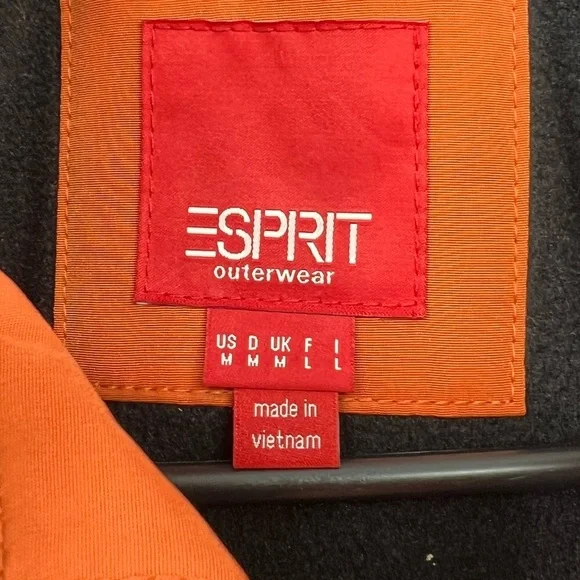 ESPRIT
outerwear
US D UK F I
M M M L L
made in
vietnam